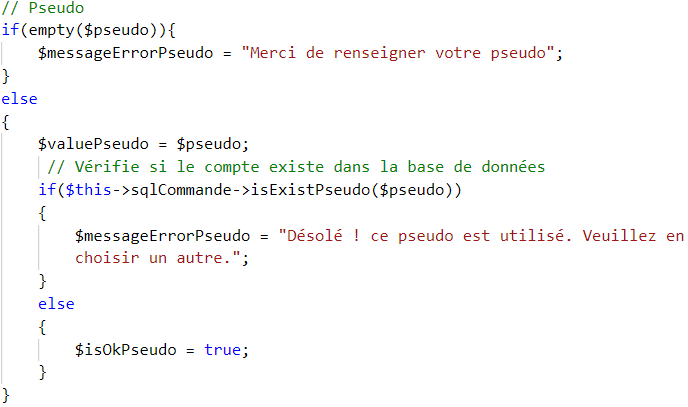 // Pseudo
if(empty($pseudo)){
    $messageErrorPseudo = "Merci de renseigner votre pseudo";
}
else
{
    $valuePseudo = $pseudo;
     // Vérifie si le compte existe dans la base de données
    if($this->sqlCommande->isExistPseudo($pseudo))
    {
        $messageErrorPseudo = "Désolé ! ce pseudo est utilisé. Veuillez en
        choisir un autre.";
    }
    else
    {
        $isOkPseudo = true;
    }
}